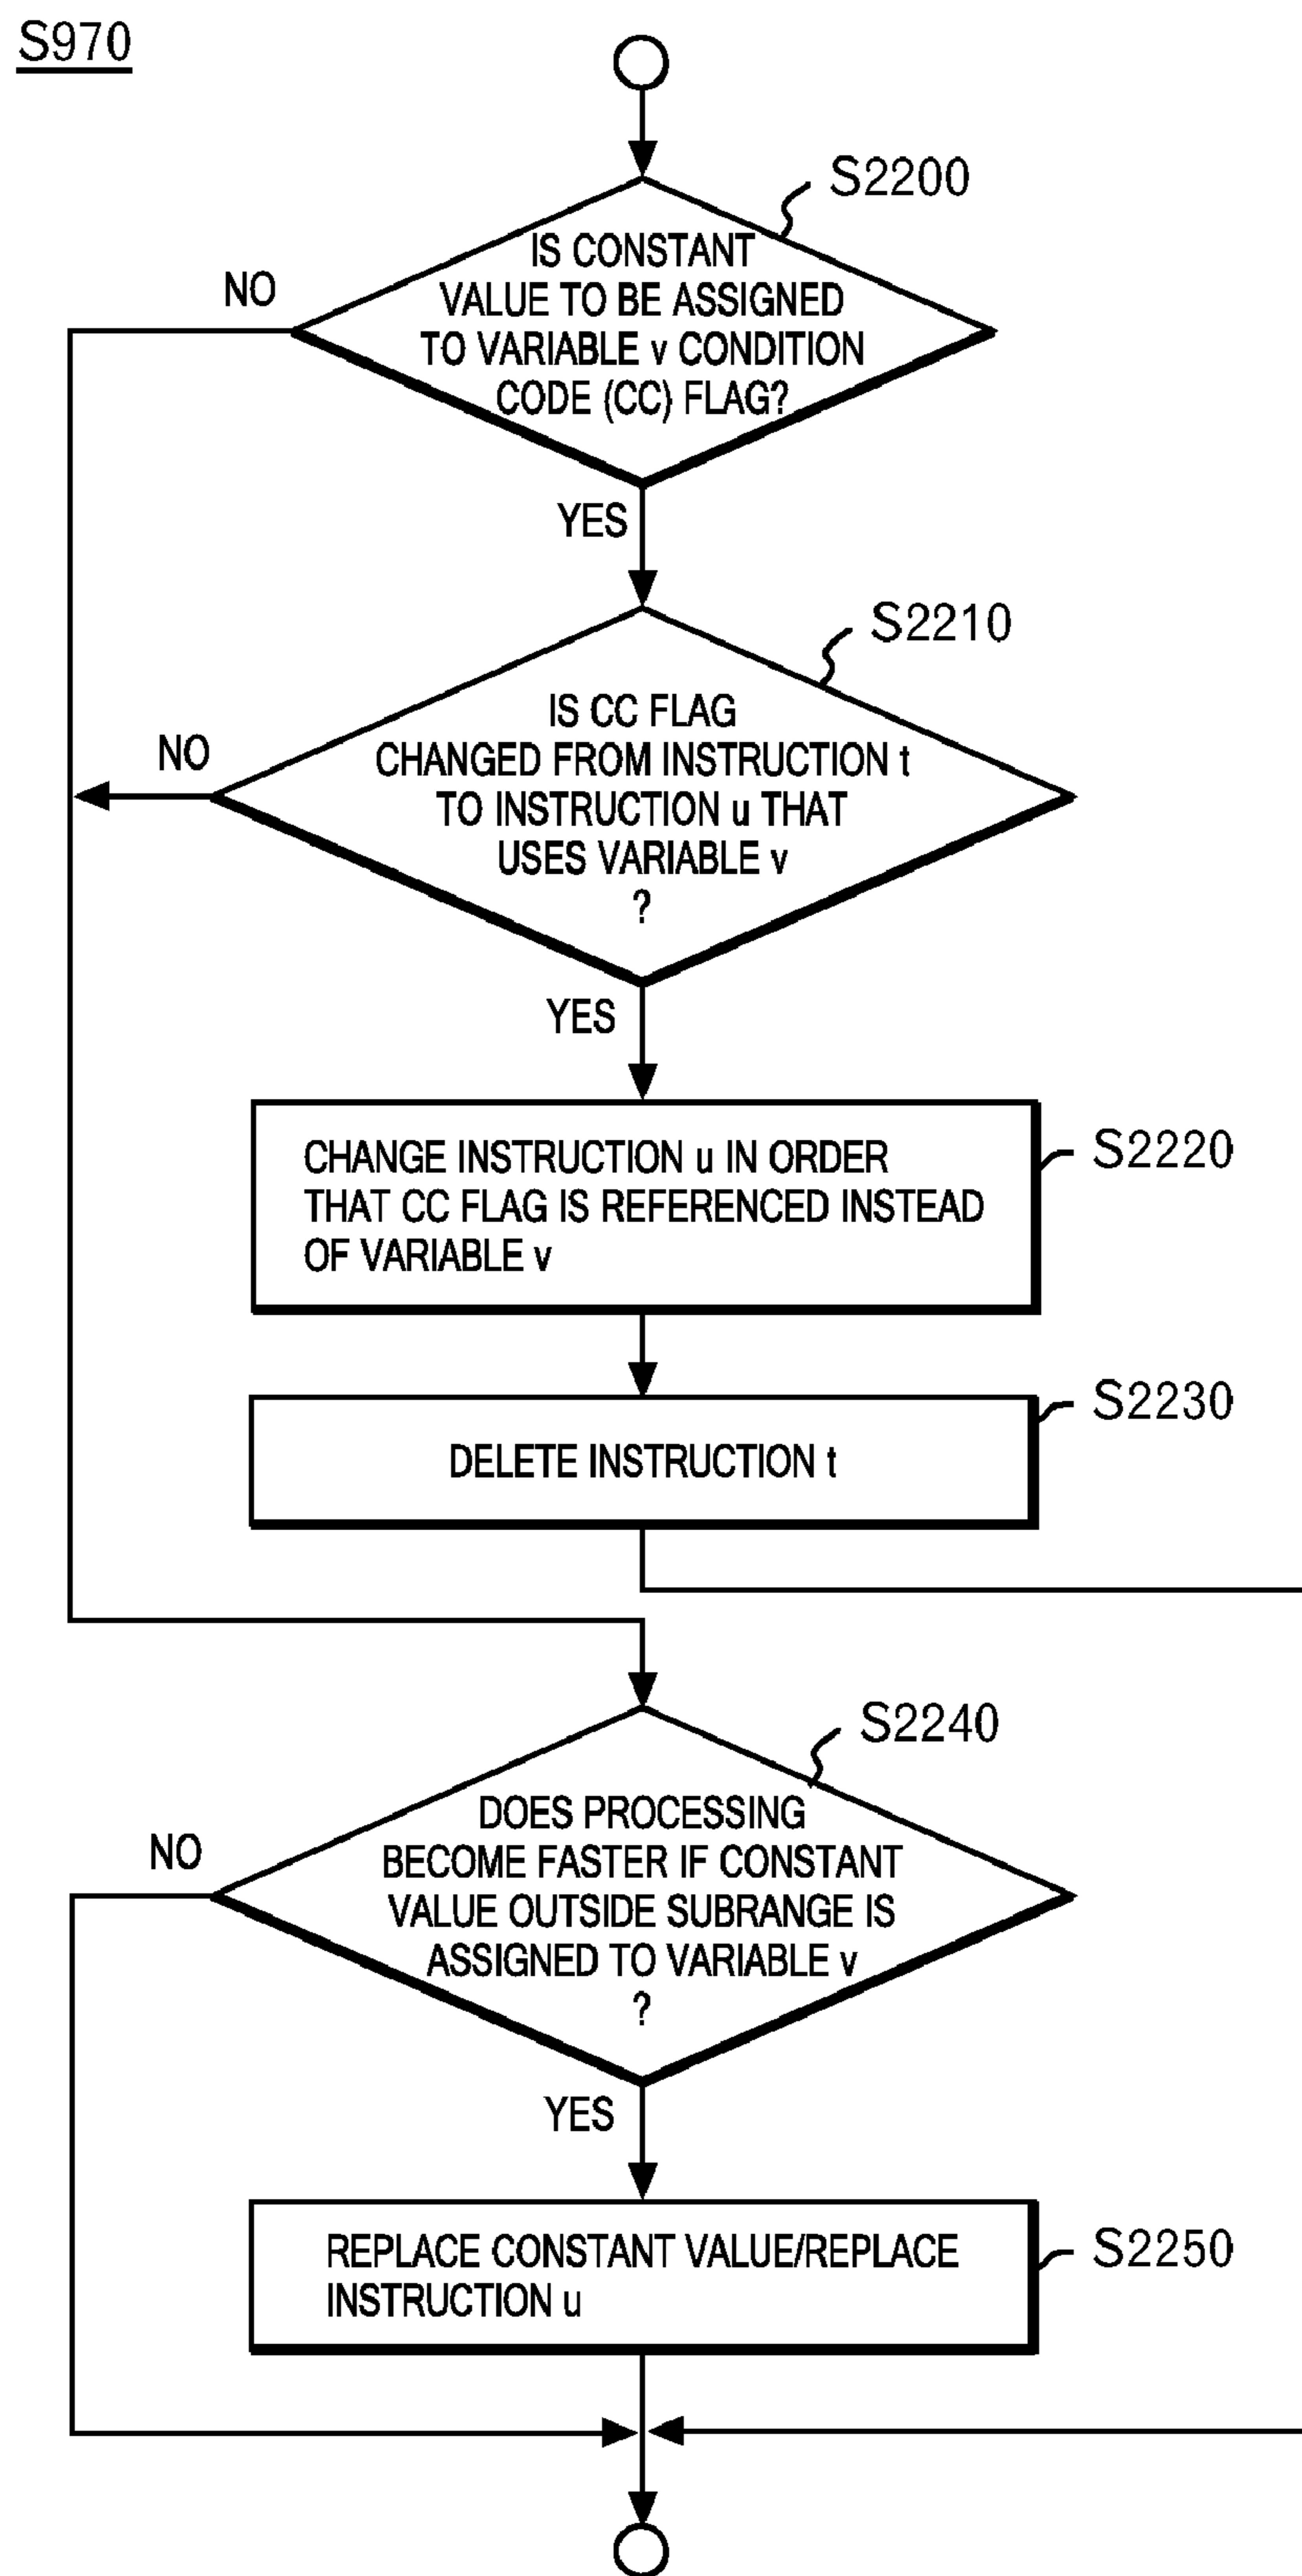 S970
S2200
IS CONSTANT
VALUE TO BE ASSIGNED
TO VARIABLE v CONDITION
CODE (CC) FLAG?
NO
YES
S2210
IS CC FLAG
CHANGED FROM INSTRUCTION t
TO INSTRUCTION u THAT
USES VARIABLE v
?
NO
YES
CHANGE INSTRUCTION u IN ORDER
THAT CC FLAG IS REFERENCED INSTEAD
OF VARIABLE v
S2220
DELETE INSTRUCTION t
S2230
S2240
DOES PROCESSING
BECOME FASTER IF CONSTANT
VALUE OUTSIDE SUBRANGE IS
ASSIGNED TO VARIABLE v
?
NO
YES
REPLACE CONSTANT VALUE/REPLACE
INSTRUCTION u
S2250